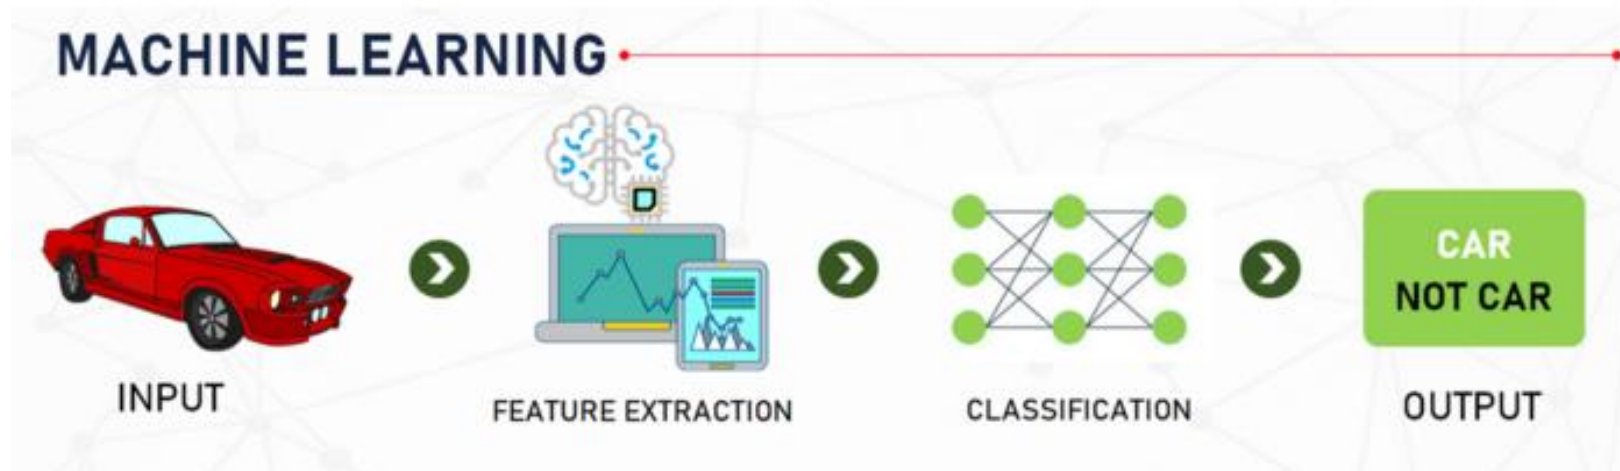 MACHINE LEARNING
CAR
NOT CAR
INPUT
FEATURE EXTRACTION
CLASSIFICATION
OUTPUT